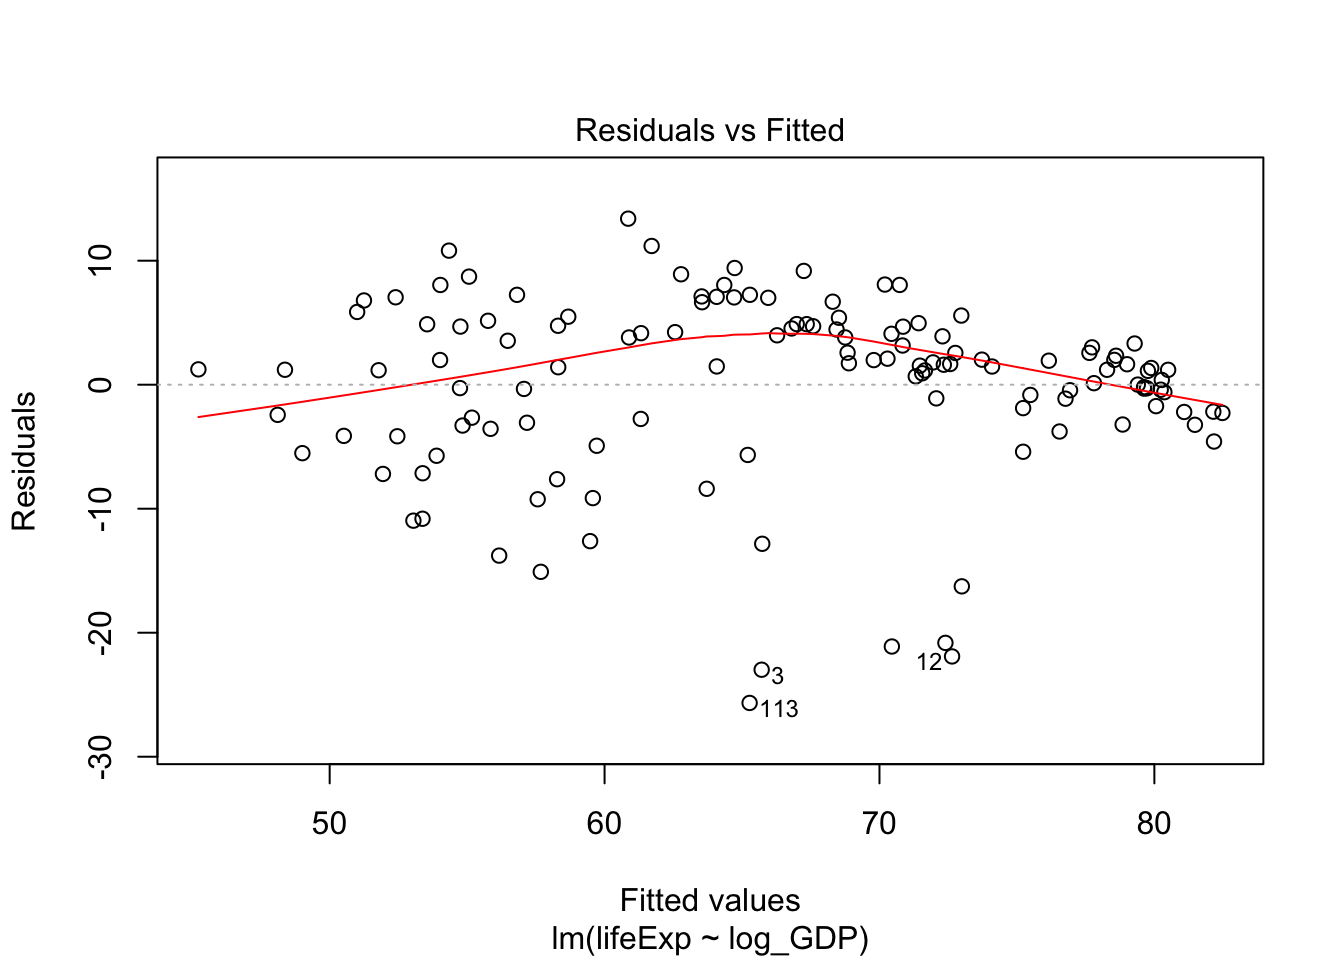 Residuals vs Fitted
Residuals
10
0
-10
-20
-30
12
3
113
50 60 70 80
Fitted values
lm(lifeExp ~ log_GDP)